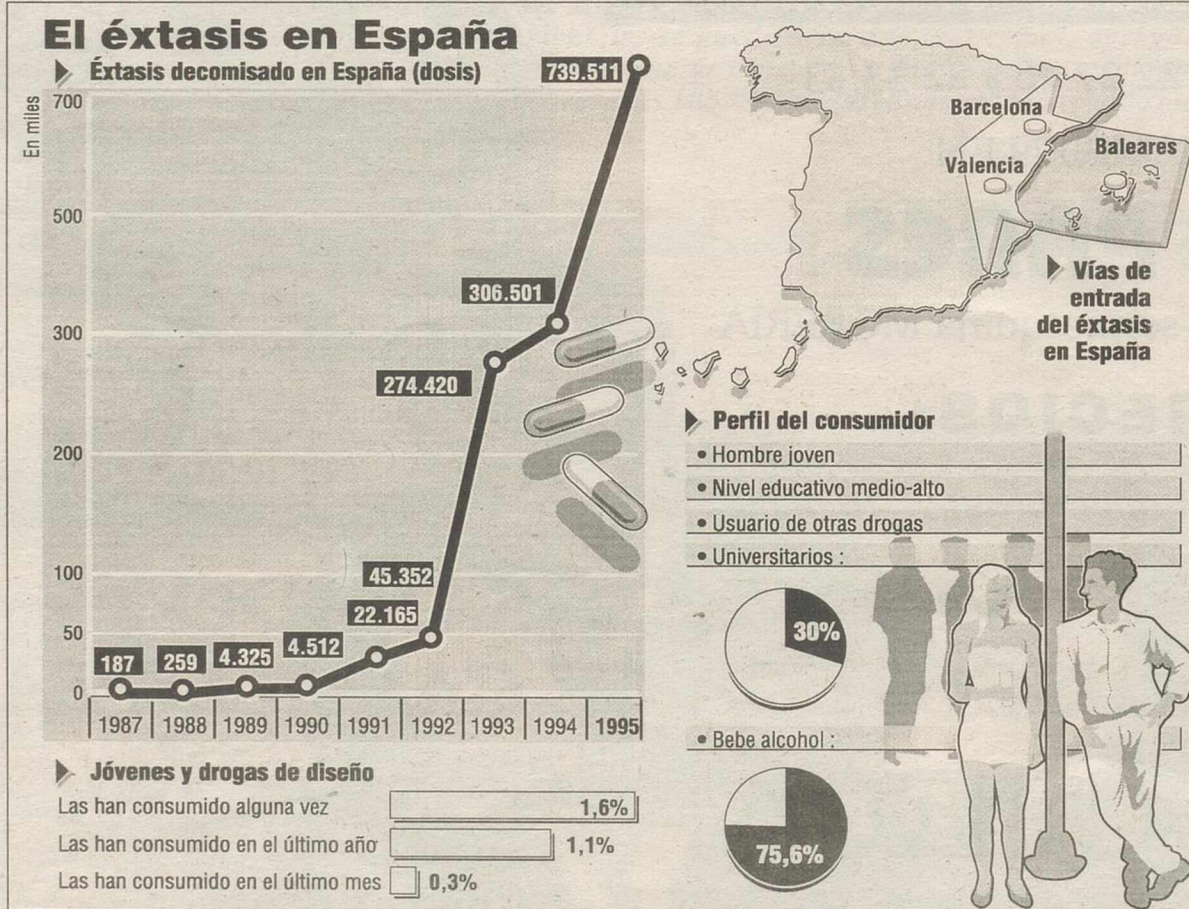 El éxtasis en España
Éxtasis decomisado en España (dosis)
En miles
700
500
300
200
100
50
0
187
259
4.325
4.512
22.165
45.352
274.420
306.501
739.511
1987 1988 1989 1990 1991 1992 1993 1994 1995
Jóvenes y drogas de diseño
Las han consumido alguna vez 1,6%
Las han consumido en el último año 1,1%
Las han consumido en el último mes 0,3%
Barcelona
Valencia
Baleares
Vías de
entrada
del éxtasis
en España
Perfil del consumidor
• Hombre joven
• Nivel educativo medio-alto
• Usuario de otras drogas
• Universitarios :
30%
• Bebe alcohol :
75,6%